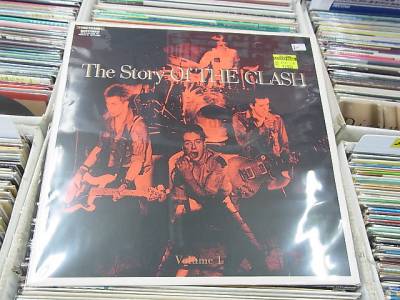 The Story Of THE CLASH
Volume 1